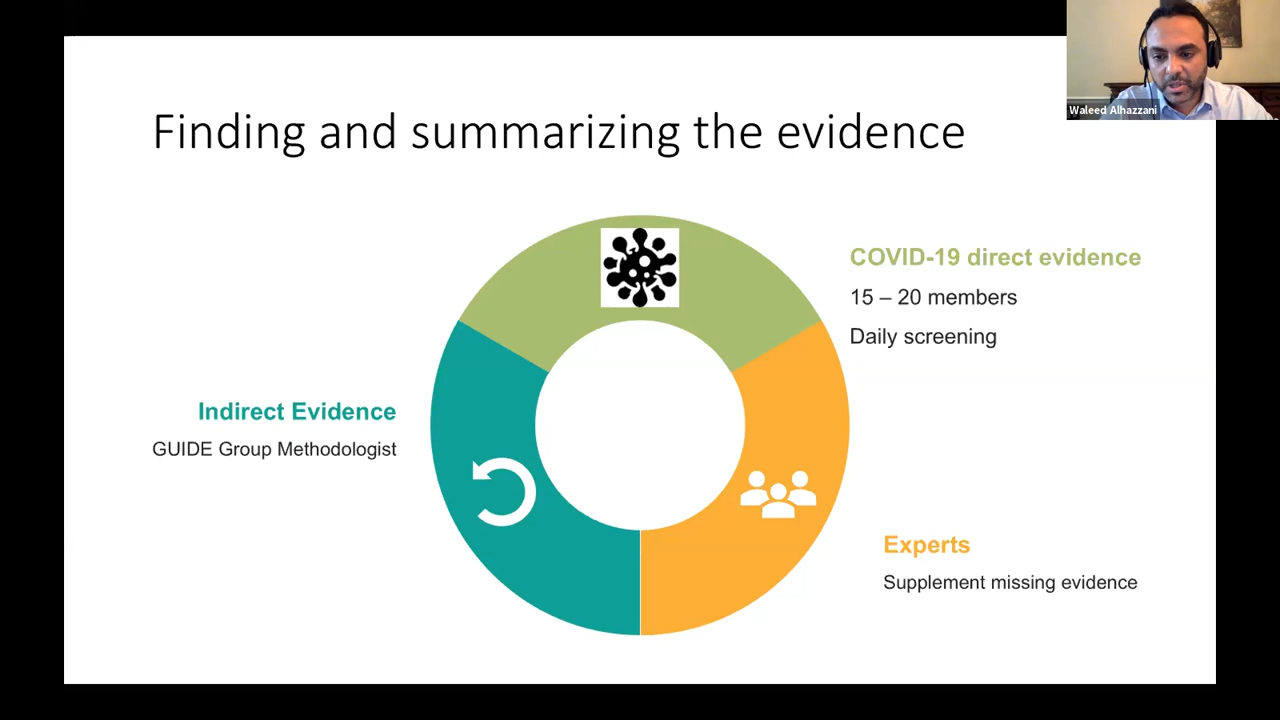 Waleed Alhazzani
Finding and summarizing the evidence
COVID-19 direct evidence
15 – 20 members
Daily screening
Indirect Evidence
GUIDE Group Methodologist
Experts
Supplement missing evidence